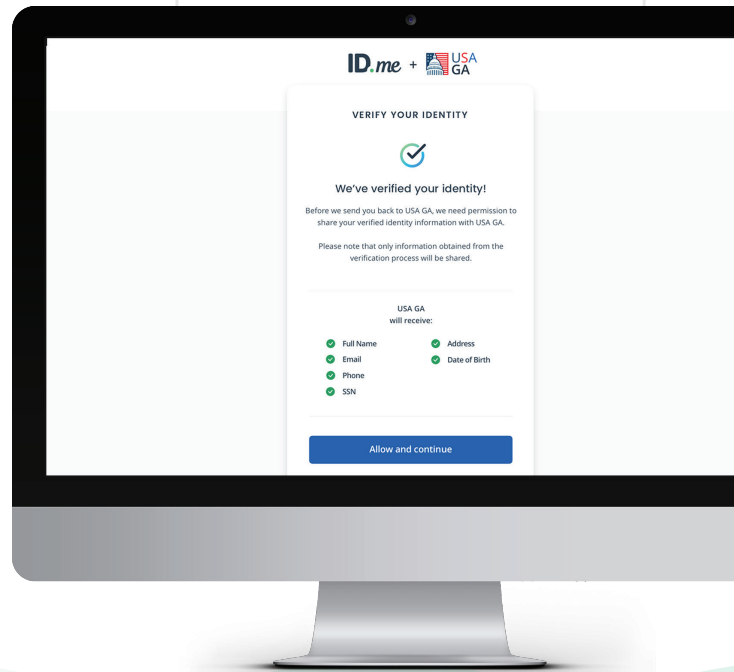 ID.me + USA
GA
VERIFY YOUR IDENTITY
We've verified your identity!
Before we send you back to USA GA, we need permission to
share your verified identity information with USA GA.
Please note that only information obtained from the
verification process will be shared.
USA GA
will receive:
Full Name
Email
Phone
SSN
Address
Date of Birth
Allow and continue